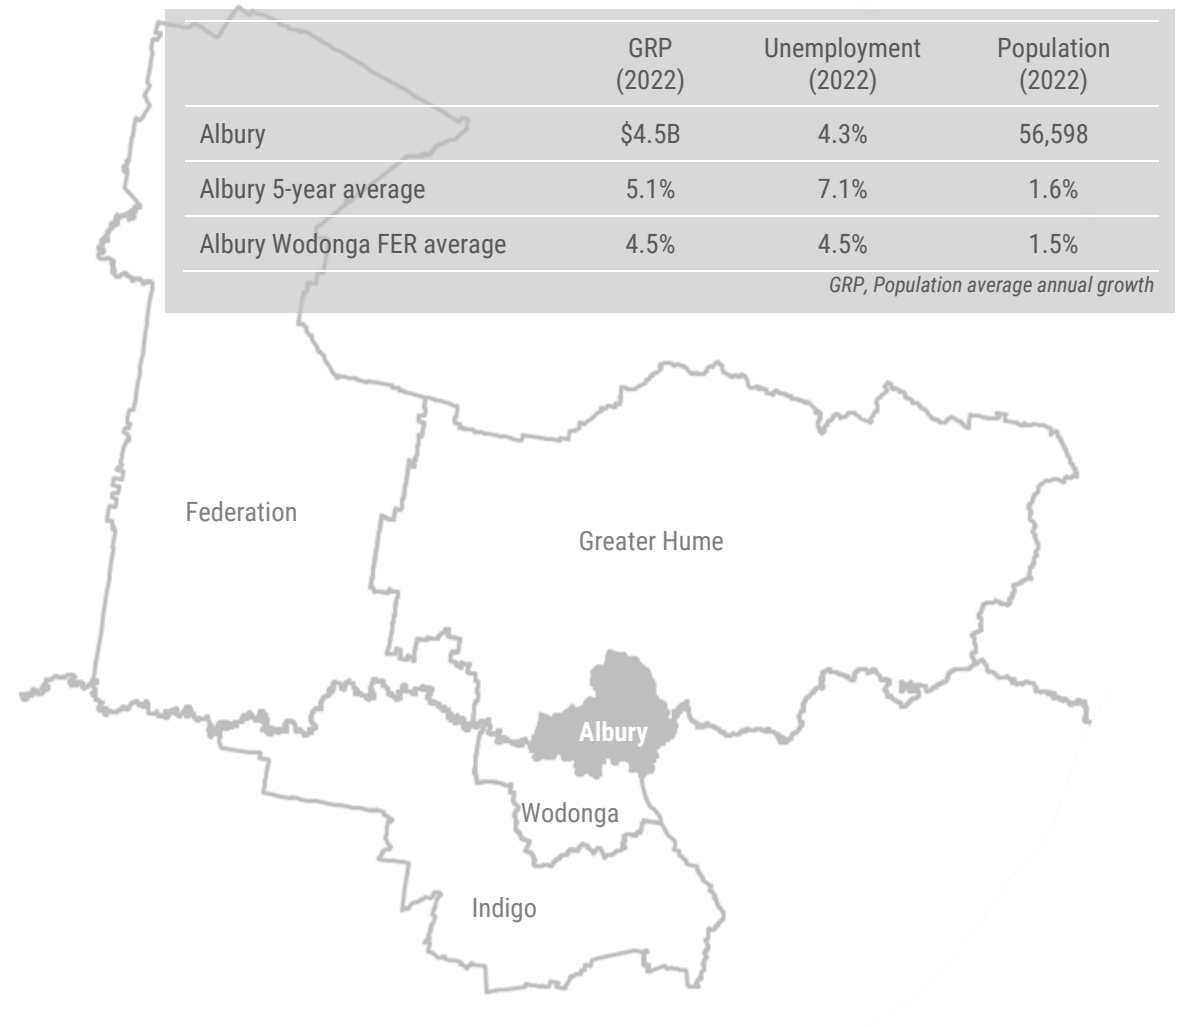 GRP Unemployment Population
(2022) (2022) (2022)
Albury $4.5B 4.3% 56,598
Albury 5-year average 5.1% 7.1% 1.6%
Albury Wodonga FER average 4.5% 4.5% 1.5%
GRP, Population average annual growth
Federation
Greater Hume
Albury
Wodonga
Indigo